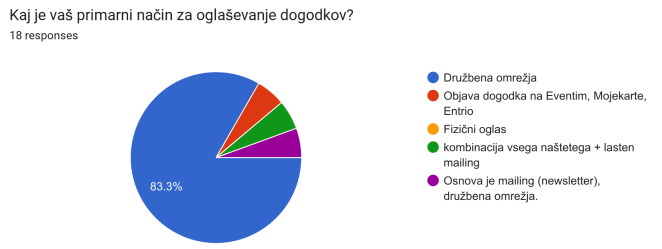 Kaj je vaš primarni način za oglaševanje dogodkov?
18 responses
83.3%
Družbena omrežja
Objava dogodka na Eventim, Mojekarte,
Entrio
Fizični oglas
kombinacija vsega naštetega + lasten
mailing
Osnova je mailing (newsletter),
družbena omrežja.